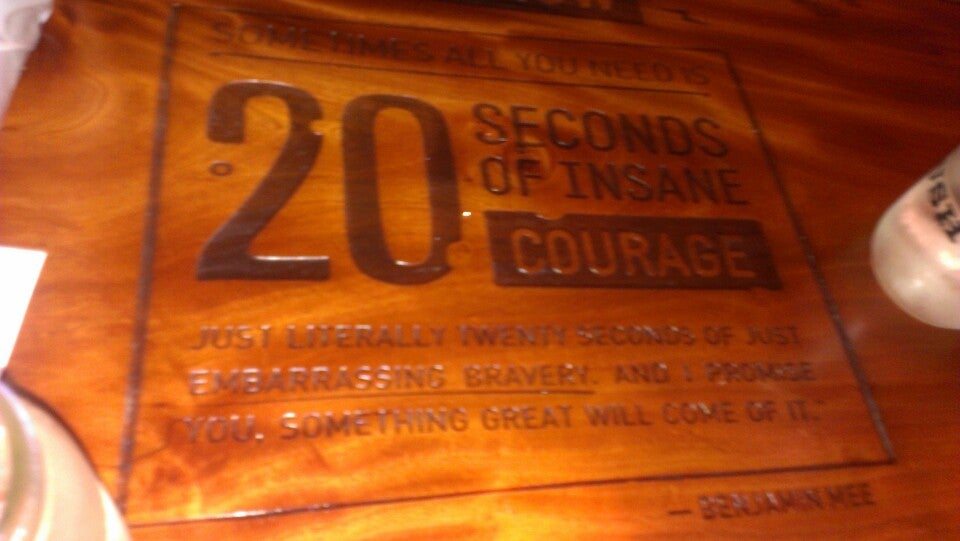 SOMETIMES ALL YOU NEED IS
20 SECONDS
OF INSANE
COURAGE
JUST LITERALLY TWENTY SECONDS OF JUST
EMBARRASSING BRAVERY. AND I PROMISE
YOU, SOMETHING GREAT WILL COME OF IT."
— BENJAMIN MEE